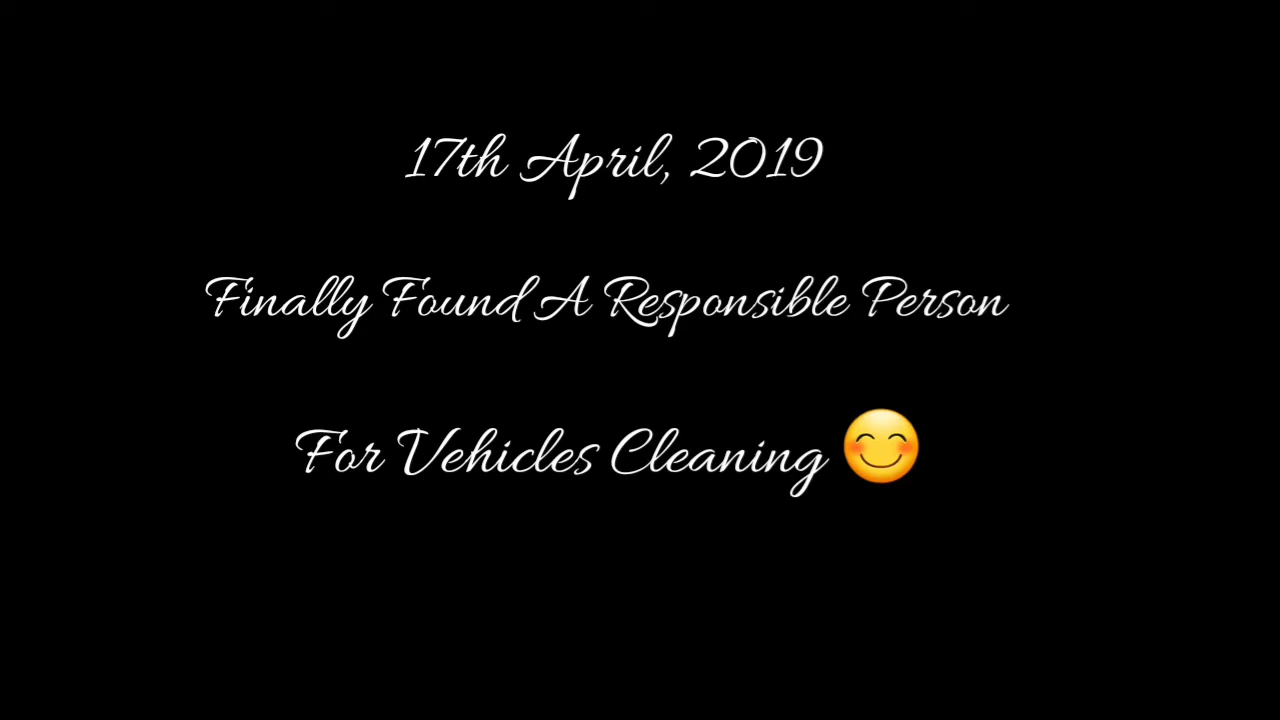 17th April, 2019
Finally Found A Responsible Person
For Vehicles Cleaning 😊